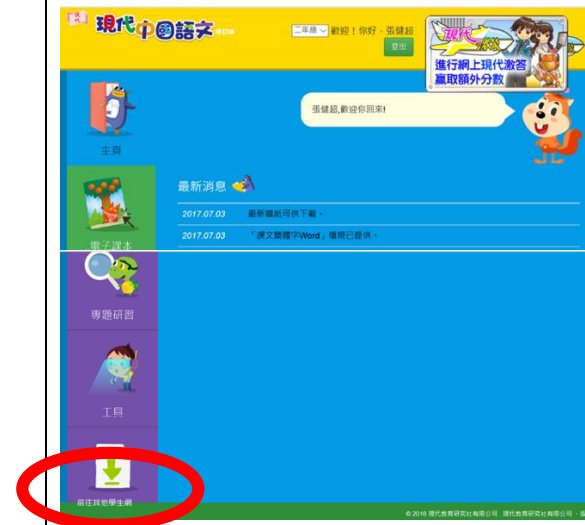 現代
現代中國語文
二年級 歡迎！你好，張健超
登出
現代
激答
進行網上現代激答
贏取額外分數
主頁
張健超,歡迎你回來!
最新消息
電子課本
2017.07.03 最新牆紙可供下載。
2017.07.03 「課文簡體字Word」檔現已提供。
專題研習
工具
前往其他學生網
© 2016 現代教育研究社有限公司
現代教育研究社有限公司